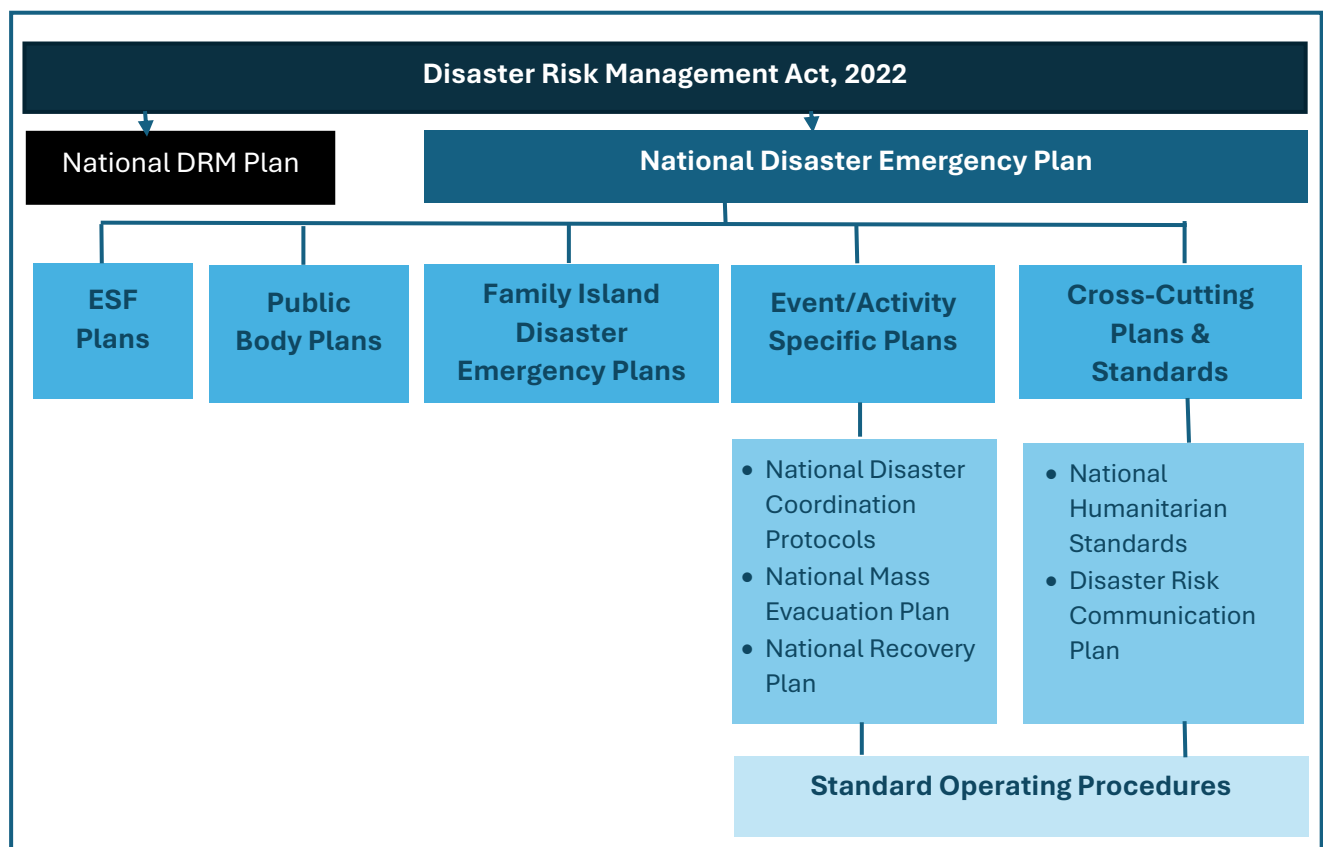 Disaster Risk Management Act, 2022
National DRM Plan
National Disaster Emergency Plan
ESF
Plans
Public
Body Plans
Family Island
Disaster
Emergency Plans
Event/Activity
Specific Plans
Cross-Cutting
Plans &
Standards
• National Disaster
Coordination
Protocols
• National Mass
Evacuation Plan
• National Recovery
Plan
• National
Humanitarian
Standards
• Disaster Risk
Communication
Plan
Standard Operating Procedures